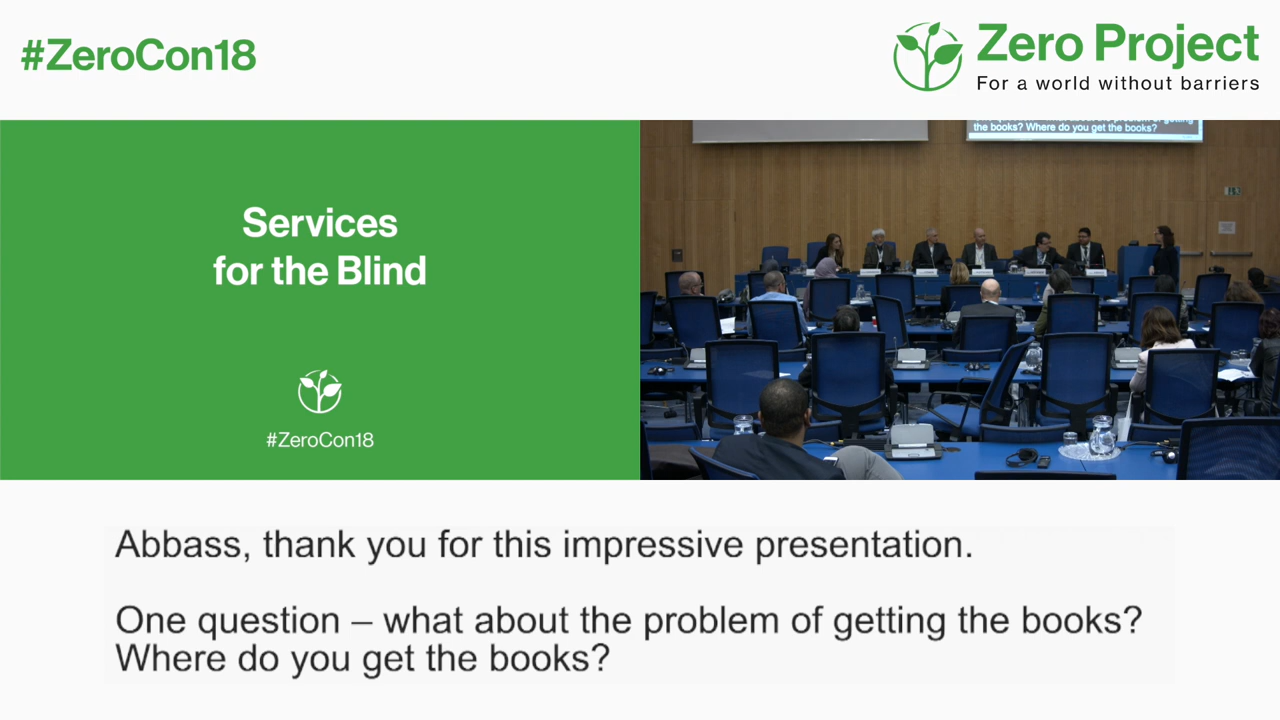 #ZeroCon18
Zero Project
For a world without barriers
the books? Where do you get the books?
Services
for the Blind
#ZeroCon18
Abbass, thank you for this impressive presentation.
One question – what about the problem of getting the books?
Where do you get the books?